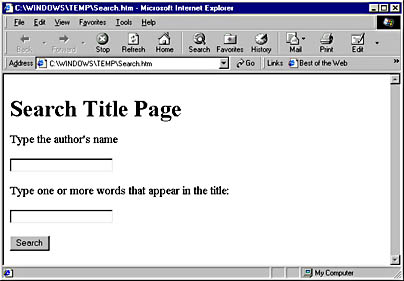 C:\WINDOWS\TEMP\Search.htm - Microsoft Internet Explorer
File Edit View Favorites Tools Help
Back Forward Stop Refresh Home Search Favorites History Mail Print Edit
Address C:\WINDOWS\TEMP\Search.htm Go Links Best of the Web
Search Title Page
Type the author's name
Type one or more words that appear in the title:
Search
My Computer